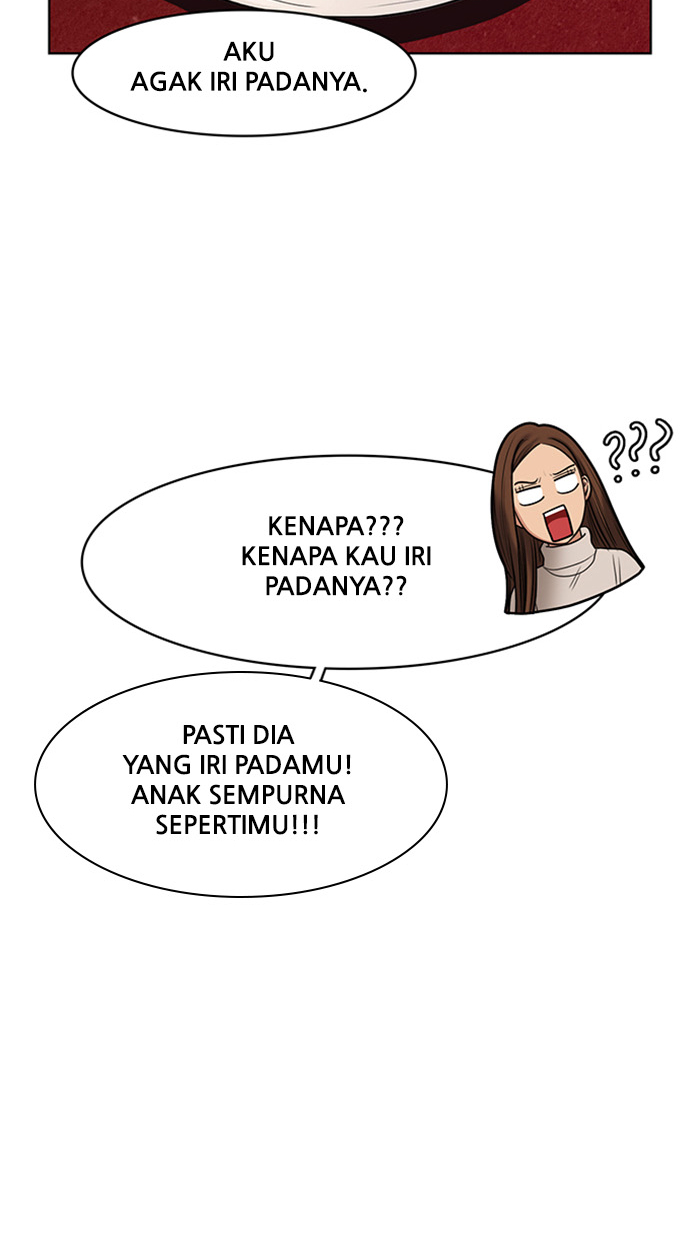 AKU
AGAK IRI PADANYA.
???
KENAPA???
KENAPA KAU IRI
PADANYA??
PASTI DIA
YANG IRI PADAMU!
ANAK SEMPURNA
SEPERTIMU!!!